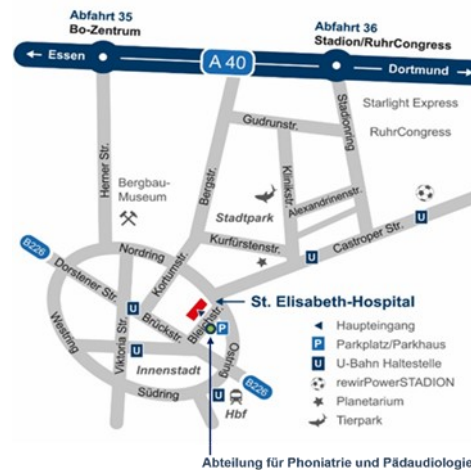 Abfahrt 35
Bo-Zentrum
Abfahrt 36
Stadion/RuhrCongress
← Essen
A 40
Dortmund →
Starlight Express
RuhrCongress
Stadionring
Gudrunstr.
Herner Str.
Bergstr.
Klinikstr.
Bergbau-
Museum
Stadtpark
Alexandrinenstr.
Kurfürstenstr.
Castroper Str.
U
U
B226
Nordring
Dorstener Str.
Kortumstr.
U
Brückstr.
Bleichstr.
St. Elisabeth-Hospital
P
Westring
Viktoria Str.
U
Innenstadt
Ostring
Südring
B226
U
Hbf
Haupteingang
P Parkplatz/Parkhaus
U U-Bahn Haltestelle
rewirPowerSTADION
Planetarium
Tierpark
Abteilung für Phoniatrie und Pädaudiologie